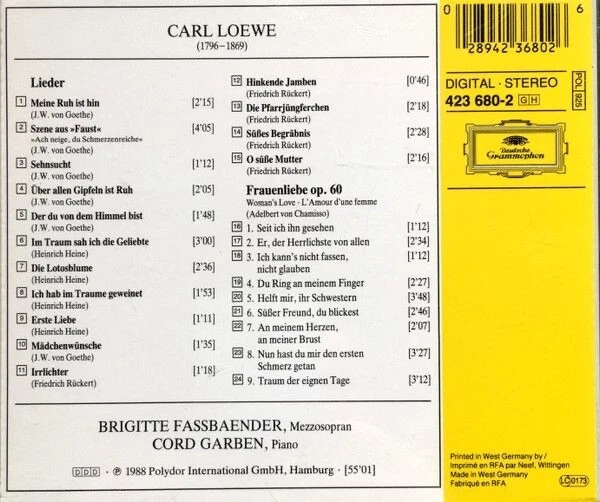 CARL LOEWE
(1796–1869)
Lieder
1 Meine Ruh ist hin [2'15]
(J.W. von Goethe)
2 Szene aus »Faust« [4'05]
»Ach neige, du Schmerzenreiche«
(J.W. von Goethe)
3 Sehnsucht [1'12]
(J.W. von Goethe)
4 Über allen Gipfeln ist Ruh [2'05]
(J.W. von Goethe)
5 Der du von dem Himmel bist [1'48]
(J.W. von Goethe)
6 Im Traum sah ich die Geliebte [3'00]
(Heinrich Heine)
7 Die Lotosblume [2'36]
(Heinrich Heine)
8 Ich hab im Traume geweinet [1'53]
(Heinrich Heine)
9 Erste Liebe [1'11]
(Heinrich Heine)
10 Mädchenwünsche [1'35]
(J.W. von Goethe)
11 Irrlichter [1'18]
(Friedrich Rückert)
12 Hinkende Jamben [0'46]
(Friedrich Rückert)
13 Die Pfarrjüngferchen [2'18]
(Friedrich Rückert)
14 Süßes Begräbnis [2'28]
(Friedrich Rückert)
15 O süße Mutter [2'16]
(Friedrich Rückert)
Frauenliebe op. 60
Woman's Love · L'Amour d'une femme
(Adelbert von Chamisso)
16 1. Seit ich ihn gesehen [1'12]
17 2. Er, der Herrlichste von allen [2'34]
18 3. Ich kann's nicht fassen, [1'12]
nicht glauben
19 4. Du Ring an meinem Finger [2'27]
20 5. Helft mir, ihr Schwestern [3'48]
21 6. Süßer Freund, du blickest [2'46]
22 7. An meinem Herzen, [2'07]
an meiner Brust
23 8. Nun hast du mir den ersten [3'27]
Schmerz getan
24 9. Traum der eignen Tage [3'12]
BRIGITTE FASSBAENDER, Mezzosopran
CORD GARBEN, Piano
DDD · ℗ 1988 Polydor International GmbH, Hamburg · [55'01]
0 28942 36802 6
DIGITAL · STEREO
423 680-2 GH
POL 925
Deutsche
Grammophon
Printed in West Germany by /
Imprimé en RFA par Neef, Wittingen
Made in West Germany
Fabriqué en RFA
LC 0173